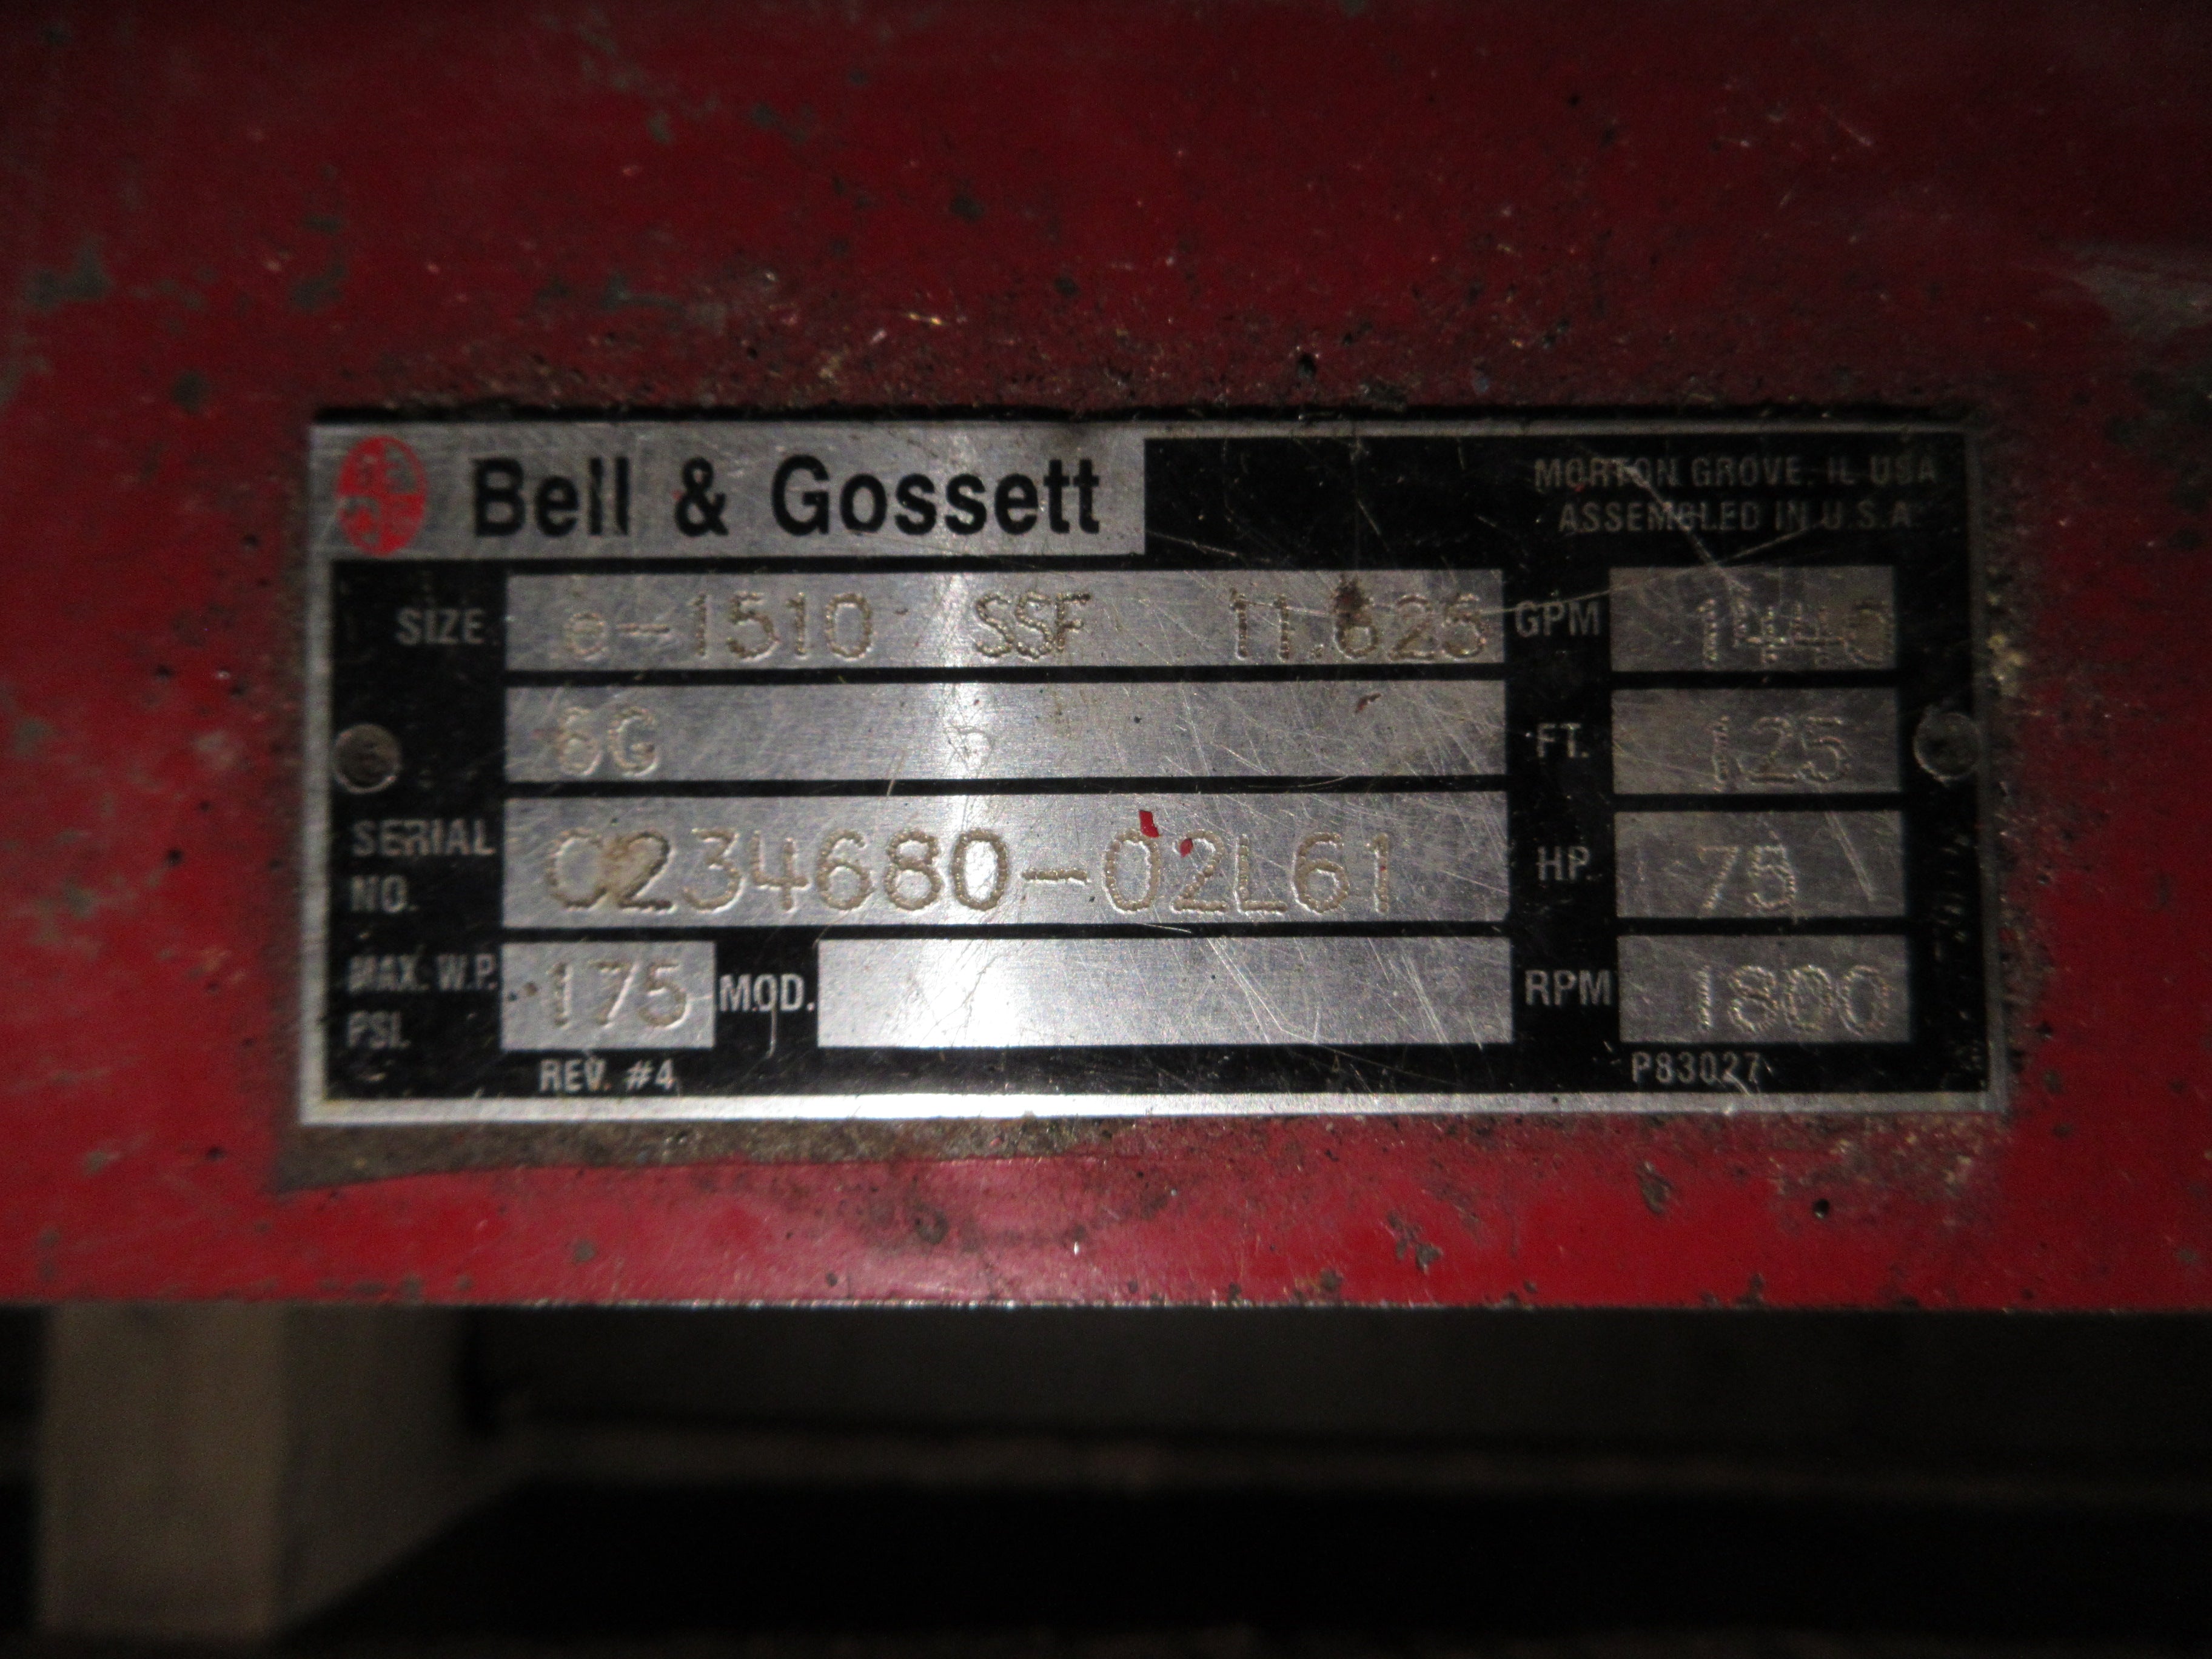 Bell & Gossett
MORTON GROVE, IL USA
ASSEMBLED IN U.S.A.
SIZE e-1510 SSF 11.625 GPM
6G FT. 125
SERIAL NO. C234680-02L61 HP. 75
MAX. W.P. PSI. 175 MOD. RPM 1800
REV. #4 P83027